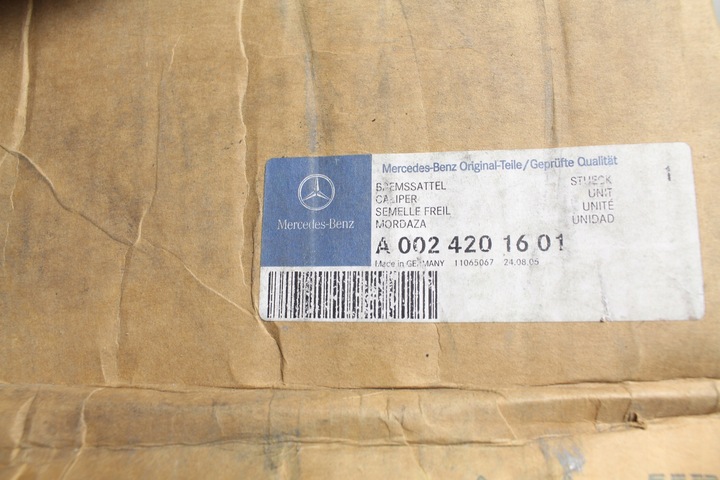 Mercedes-Benz Original-Teile/Geprüfte Qualität
BREMSSATTEL STUECK 1
CALIPER UNIT
SEMELLE FREIL UNITÉ
MORDAZA UNIDAD
Mercedes-Benz
A 002 420 16 01
Made in GERMANY 11065067 24.08.05